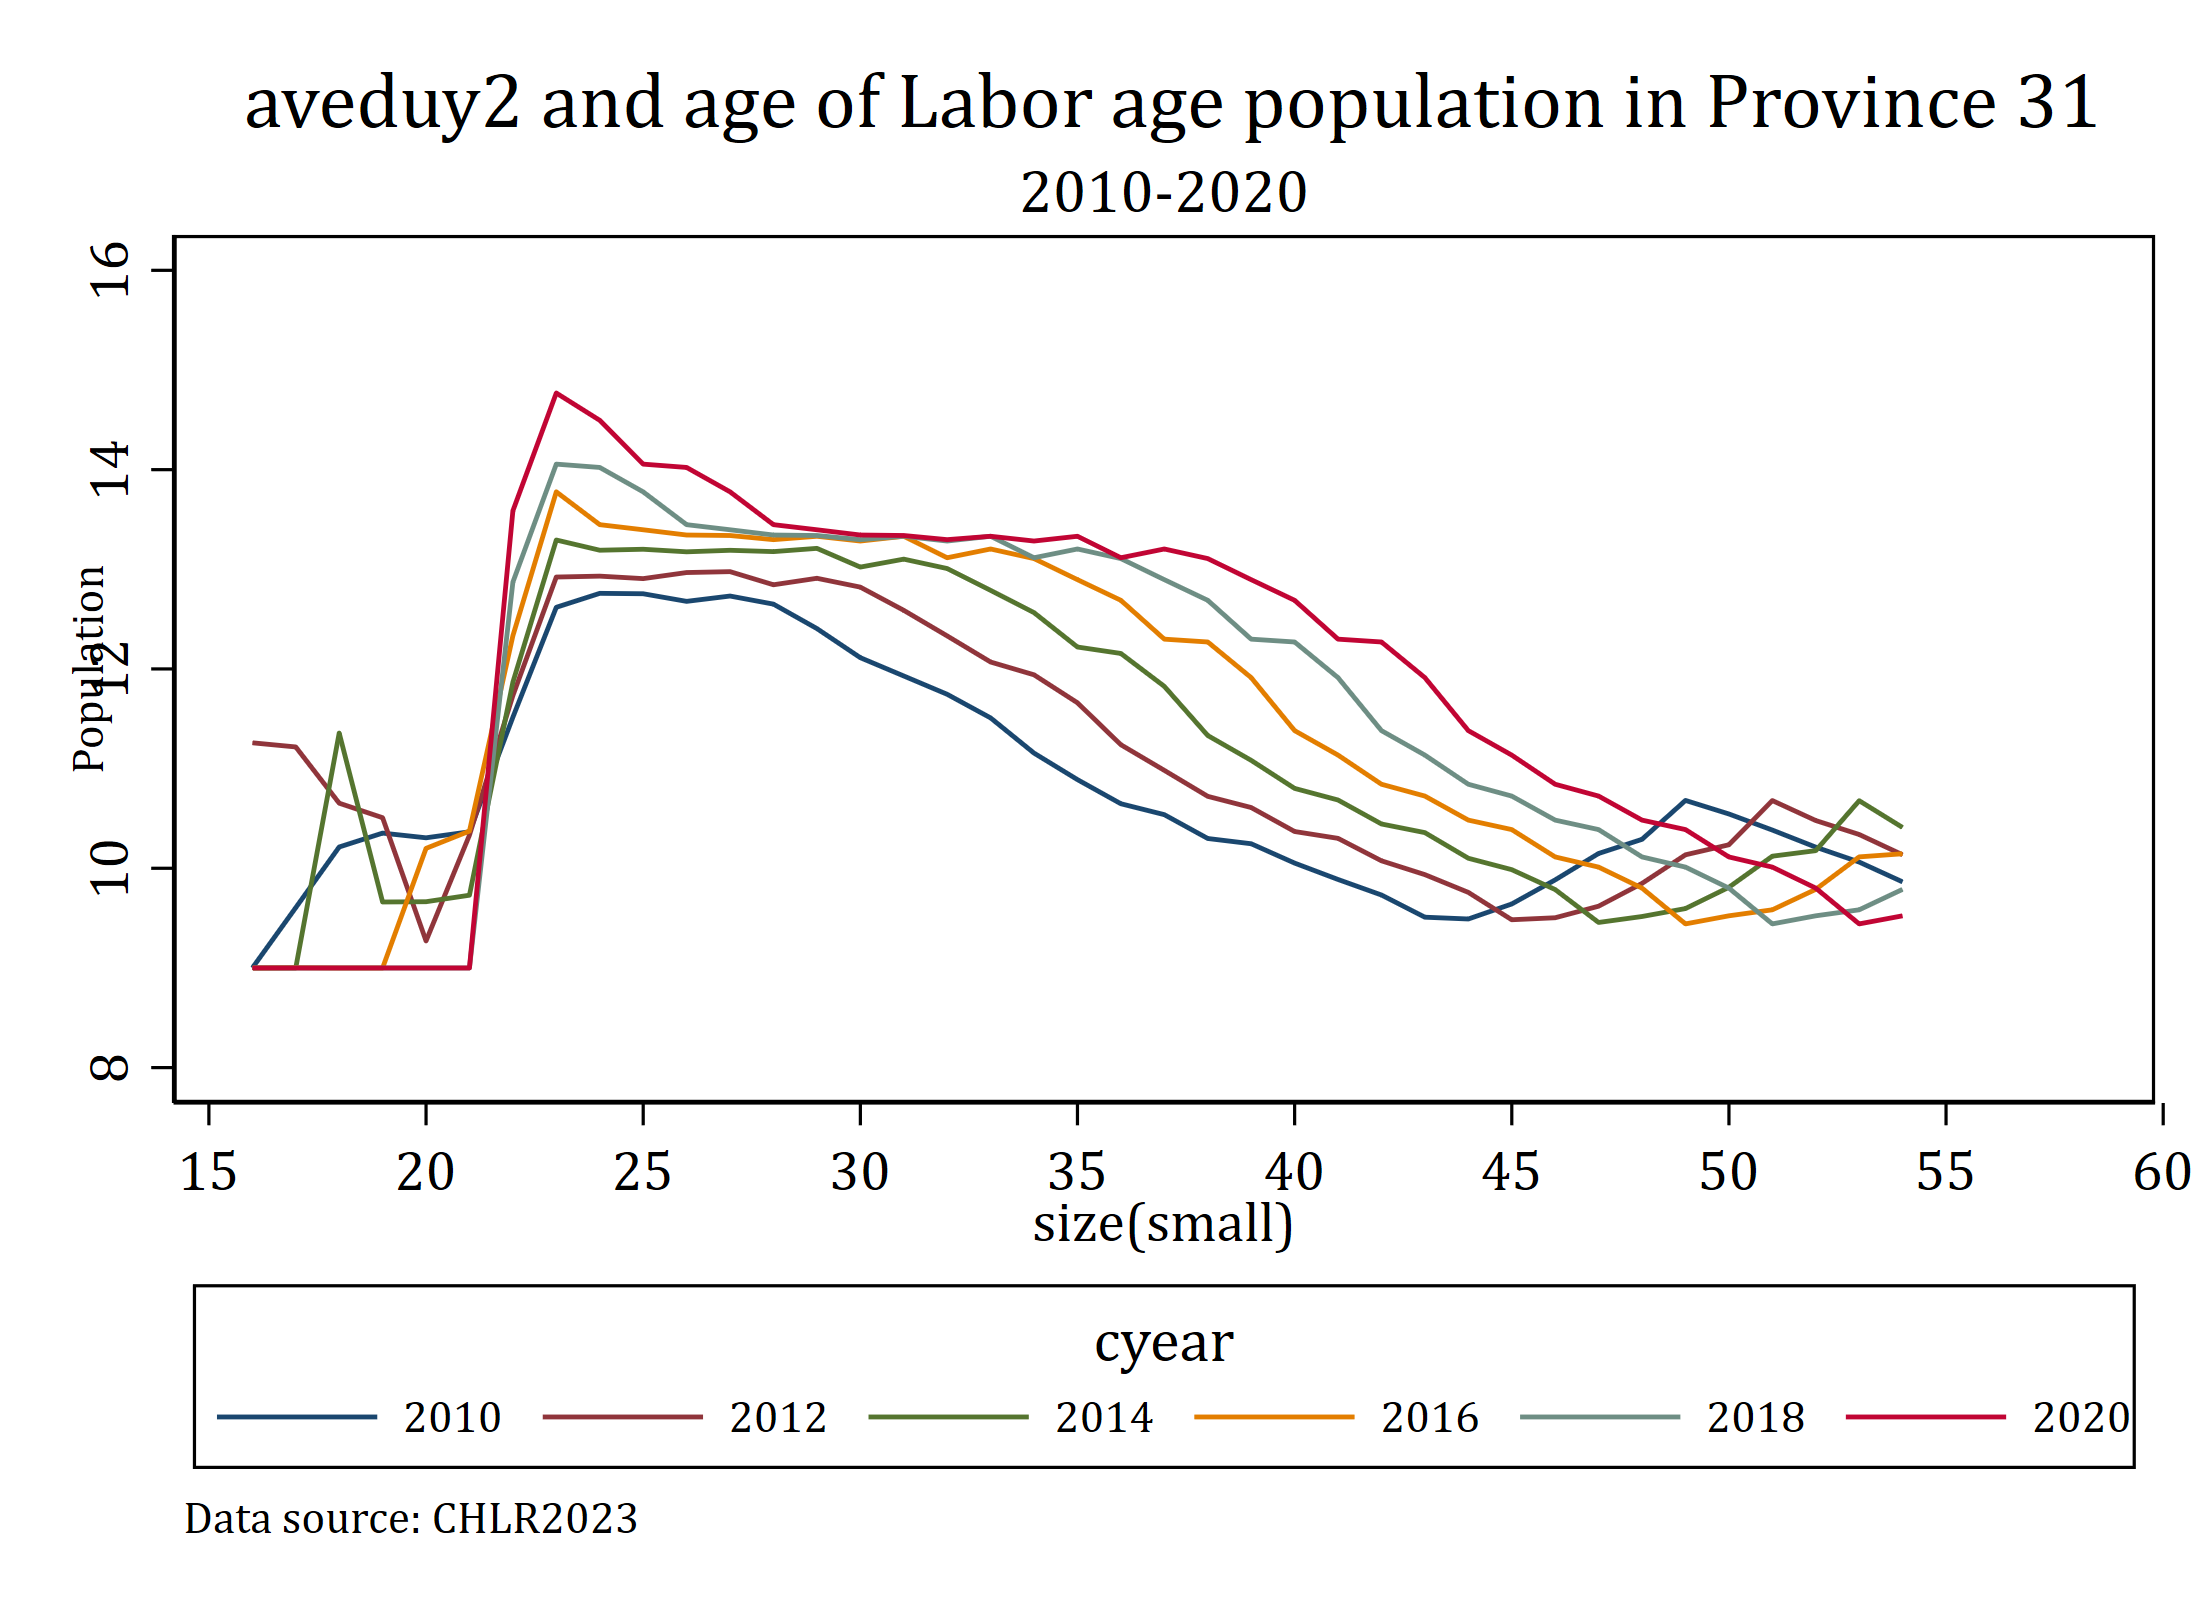 aveduy2 and age of Labor age population in Province 31
2010-2020
Population
16
14
12
10
8
15 20 25 30 35 40 45 50 55 60
size(small)
cyear
2010 2012 2014 2016 2018 2020
Data source: CHLR2023